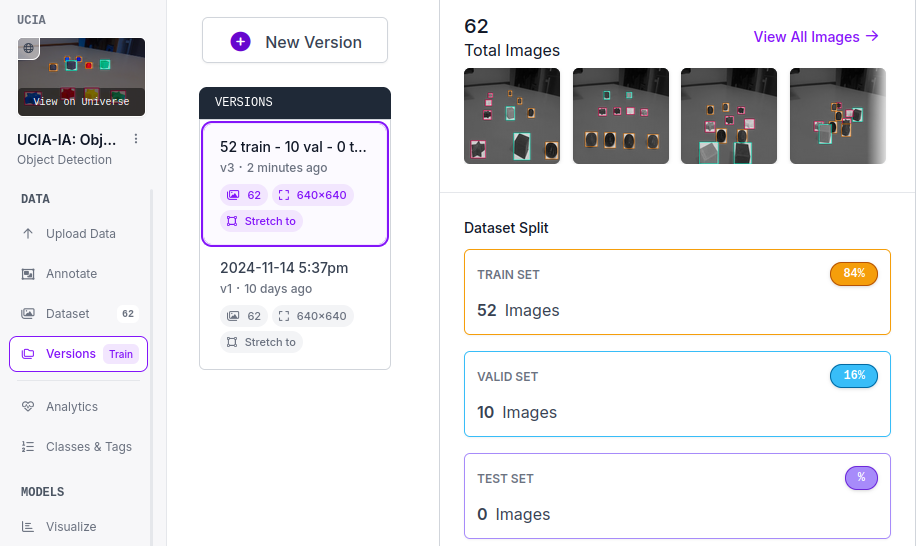 UCIA
View on Universe
UCIA-IA: Obj...
Object Detection
DATA
Upload Data
Annotate
Dataset 62
Versions Train
Analytics
Classes & Tags
MODELS
Visualize
New Version
VERSIONS
52 train - 10 val - 0 t...
v3 · 2 minutes ago
62 640×640
Stretch to
2024-11-14 5:37pm
v1 · 10 days ago
62 640×640
Stretch to
62
Total Images
View All Images →
Dataset Split
TRAIN SET 84%
52 Images
VALID SET 16%
10 Images
TEST SET %
0 Images